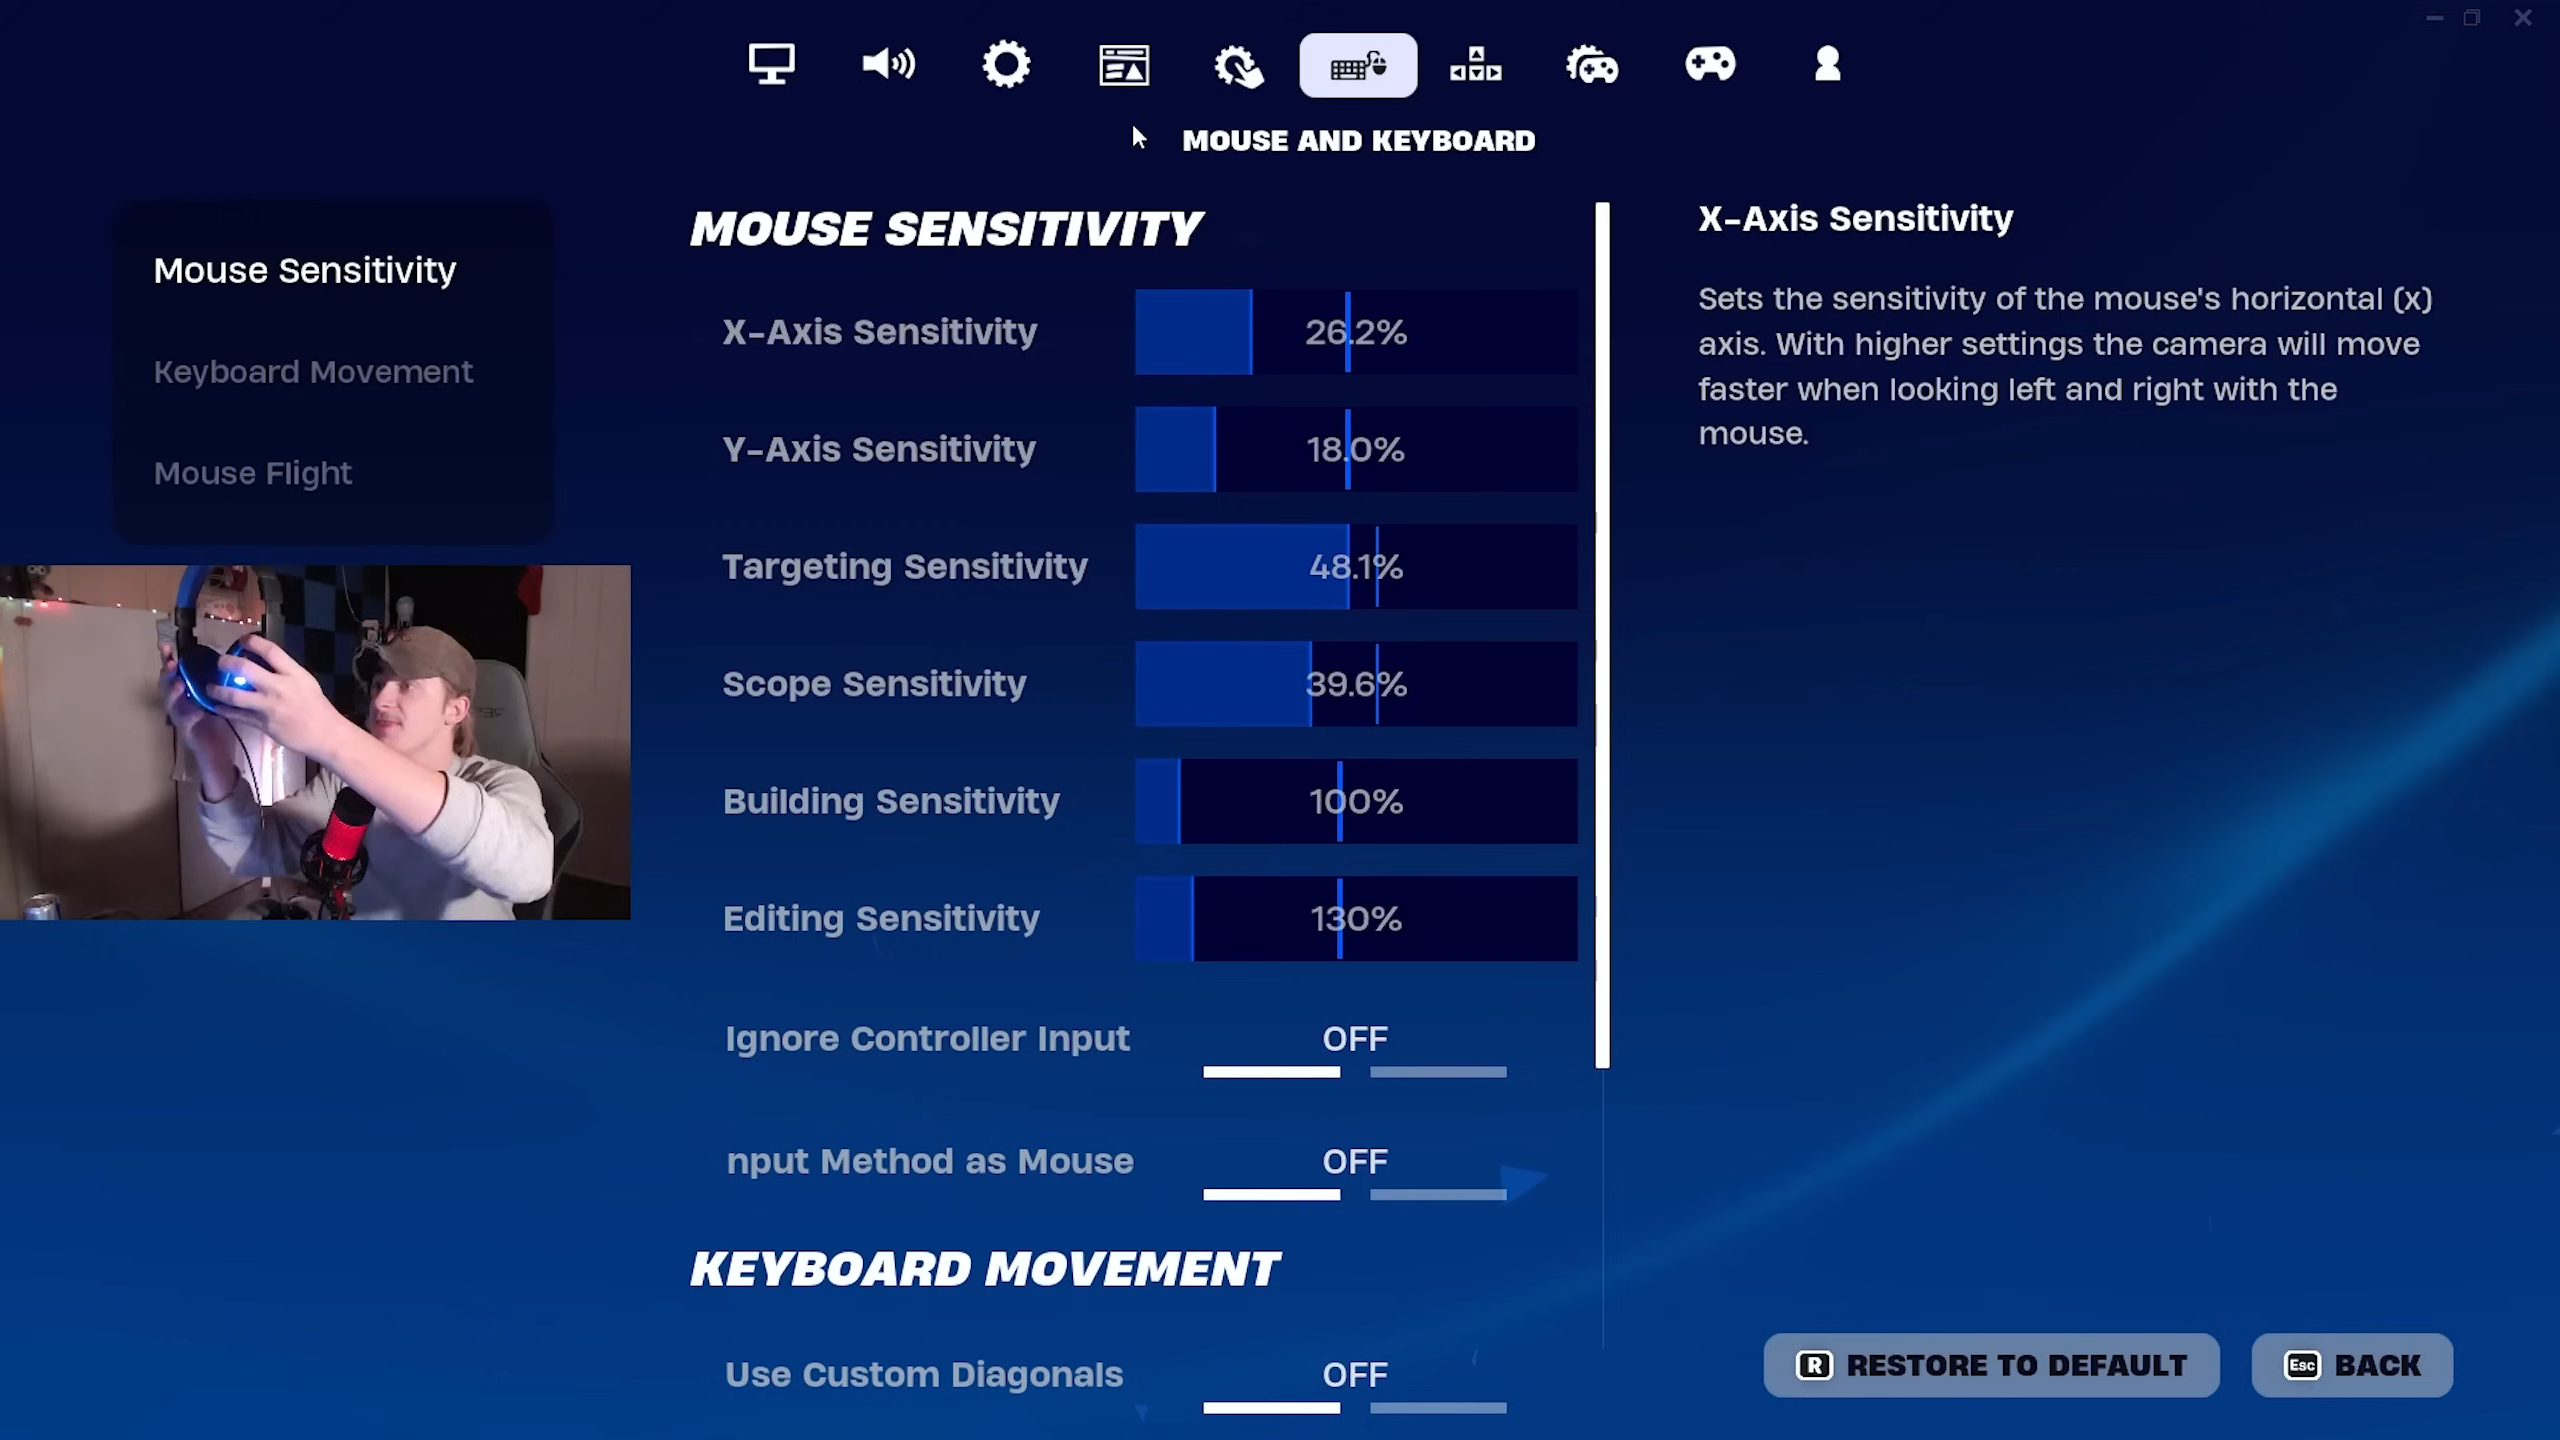 MOUSE AND KEYBOARD
Mouse Sensitivity
Keyboard Movement
Mouse Flight
MOUSE SENSITIVITY
X-Axis Sensitivity 26.2%
Y-Axis Sensitivity 18.0%
Targeting Sensitivity 48.1%
Scope Sensitivity 39.6%
Building Sensitivity 100%
Editing Sensitivity 130%
Ignore Controller Input OFF
nput Method as Mouse OFF
KEYBOARD MOVEMENT
Use Custom Diagonals OFF
X-Axis Sensitivity
Sets the sensitivity of the mouse's horizontal (x)
axis. With higher settings the camera will move
faster when looking left and right with the
mouse.
R RESTORE TO DEFAULT
Esc BACK